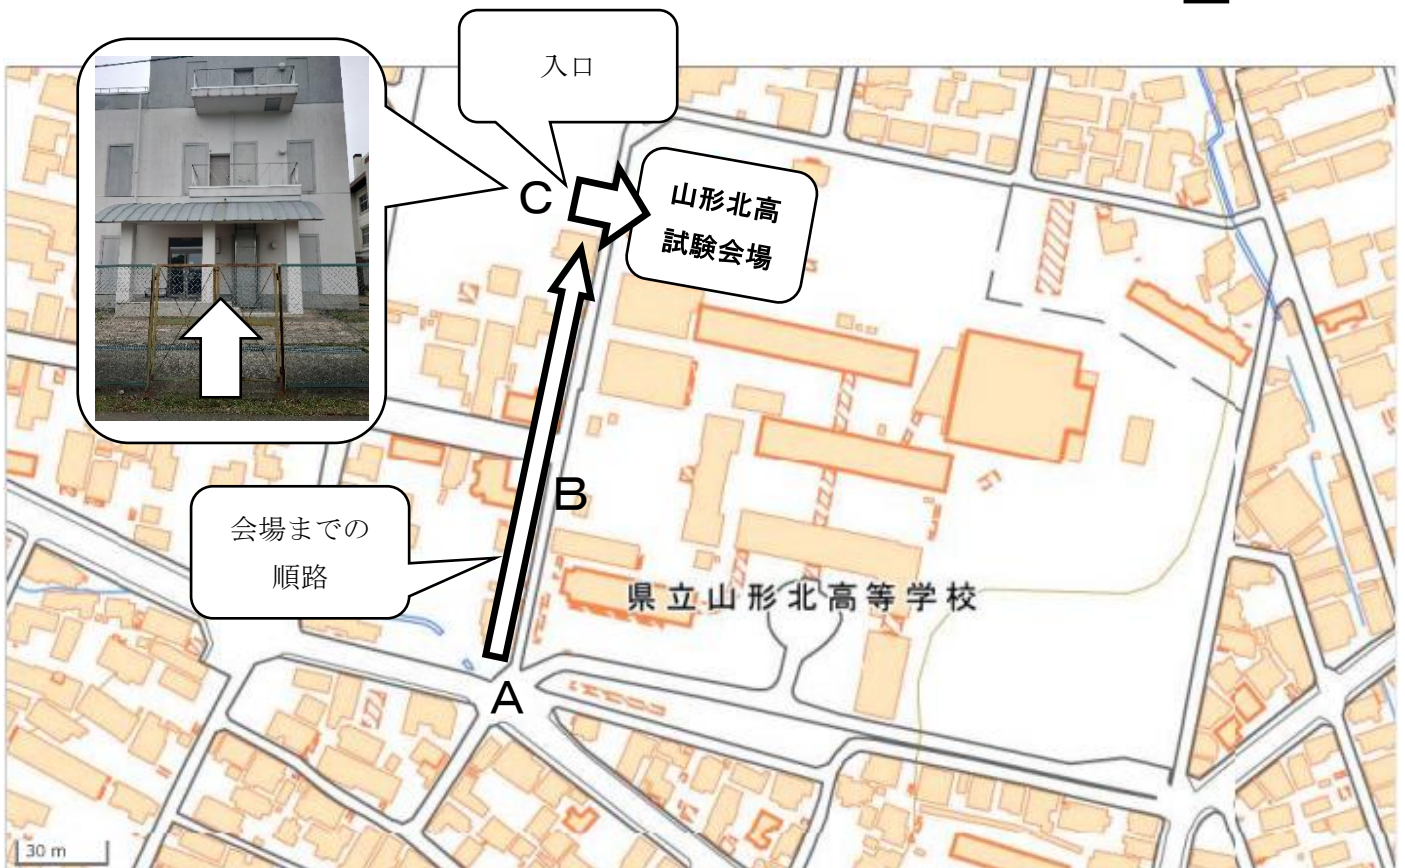 入口
C
山形北高
試験会場
B
会場までの
順路
県立山形北高等学校
A
30 m